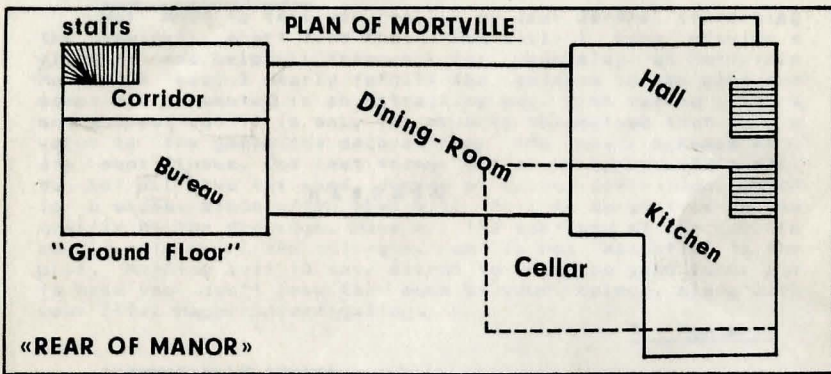 PLAN OF MORTVILLE
stairs
Corridor
Hall
Dining-Room
Bureau
Kitchen
"Ground FLoor"
Cellar
«REAR OF MANOR»